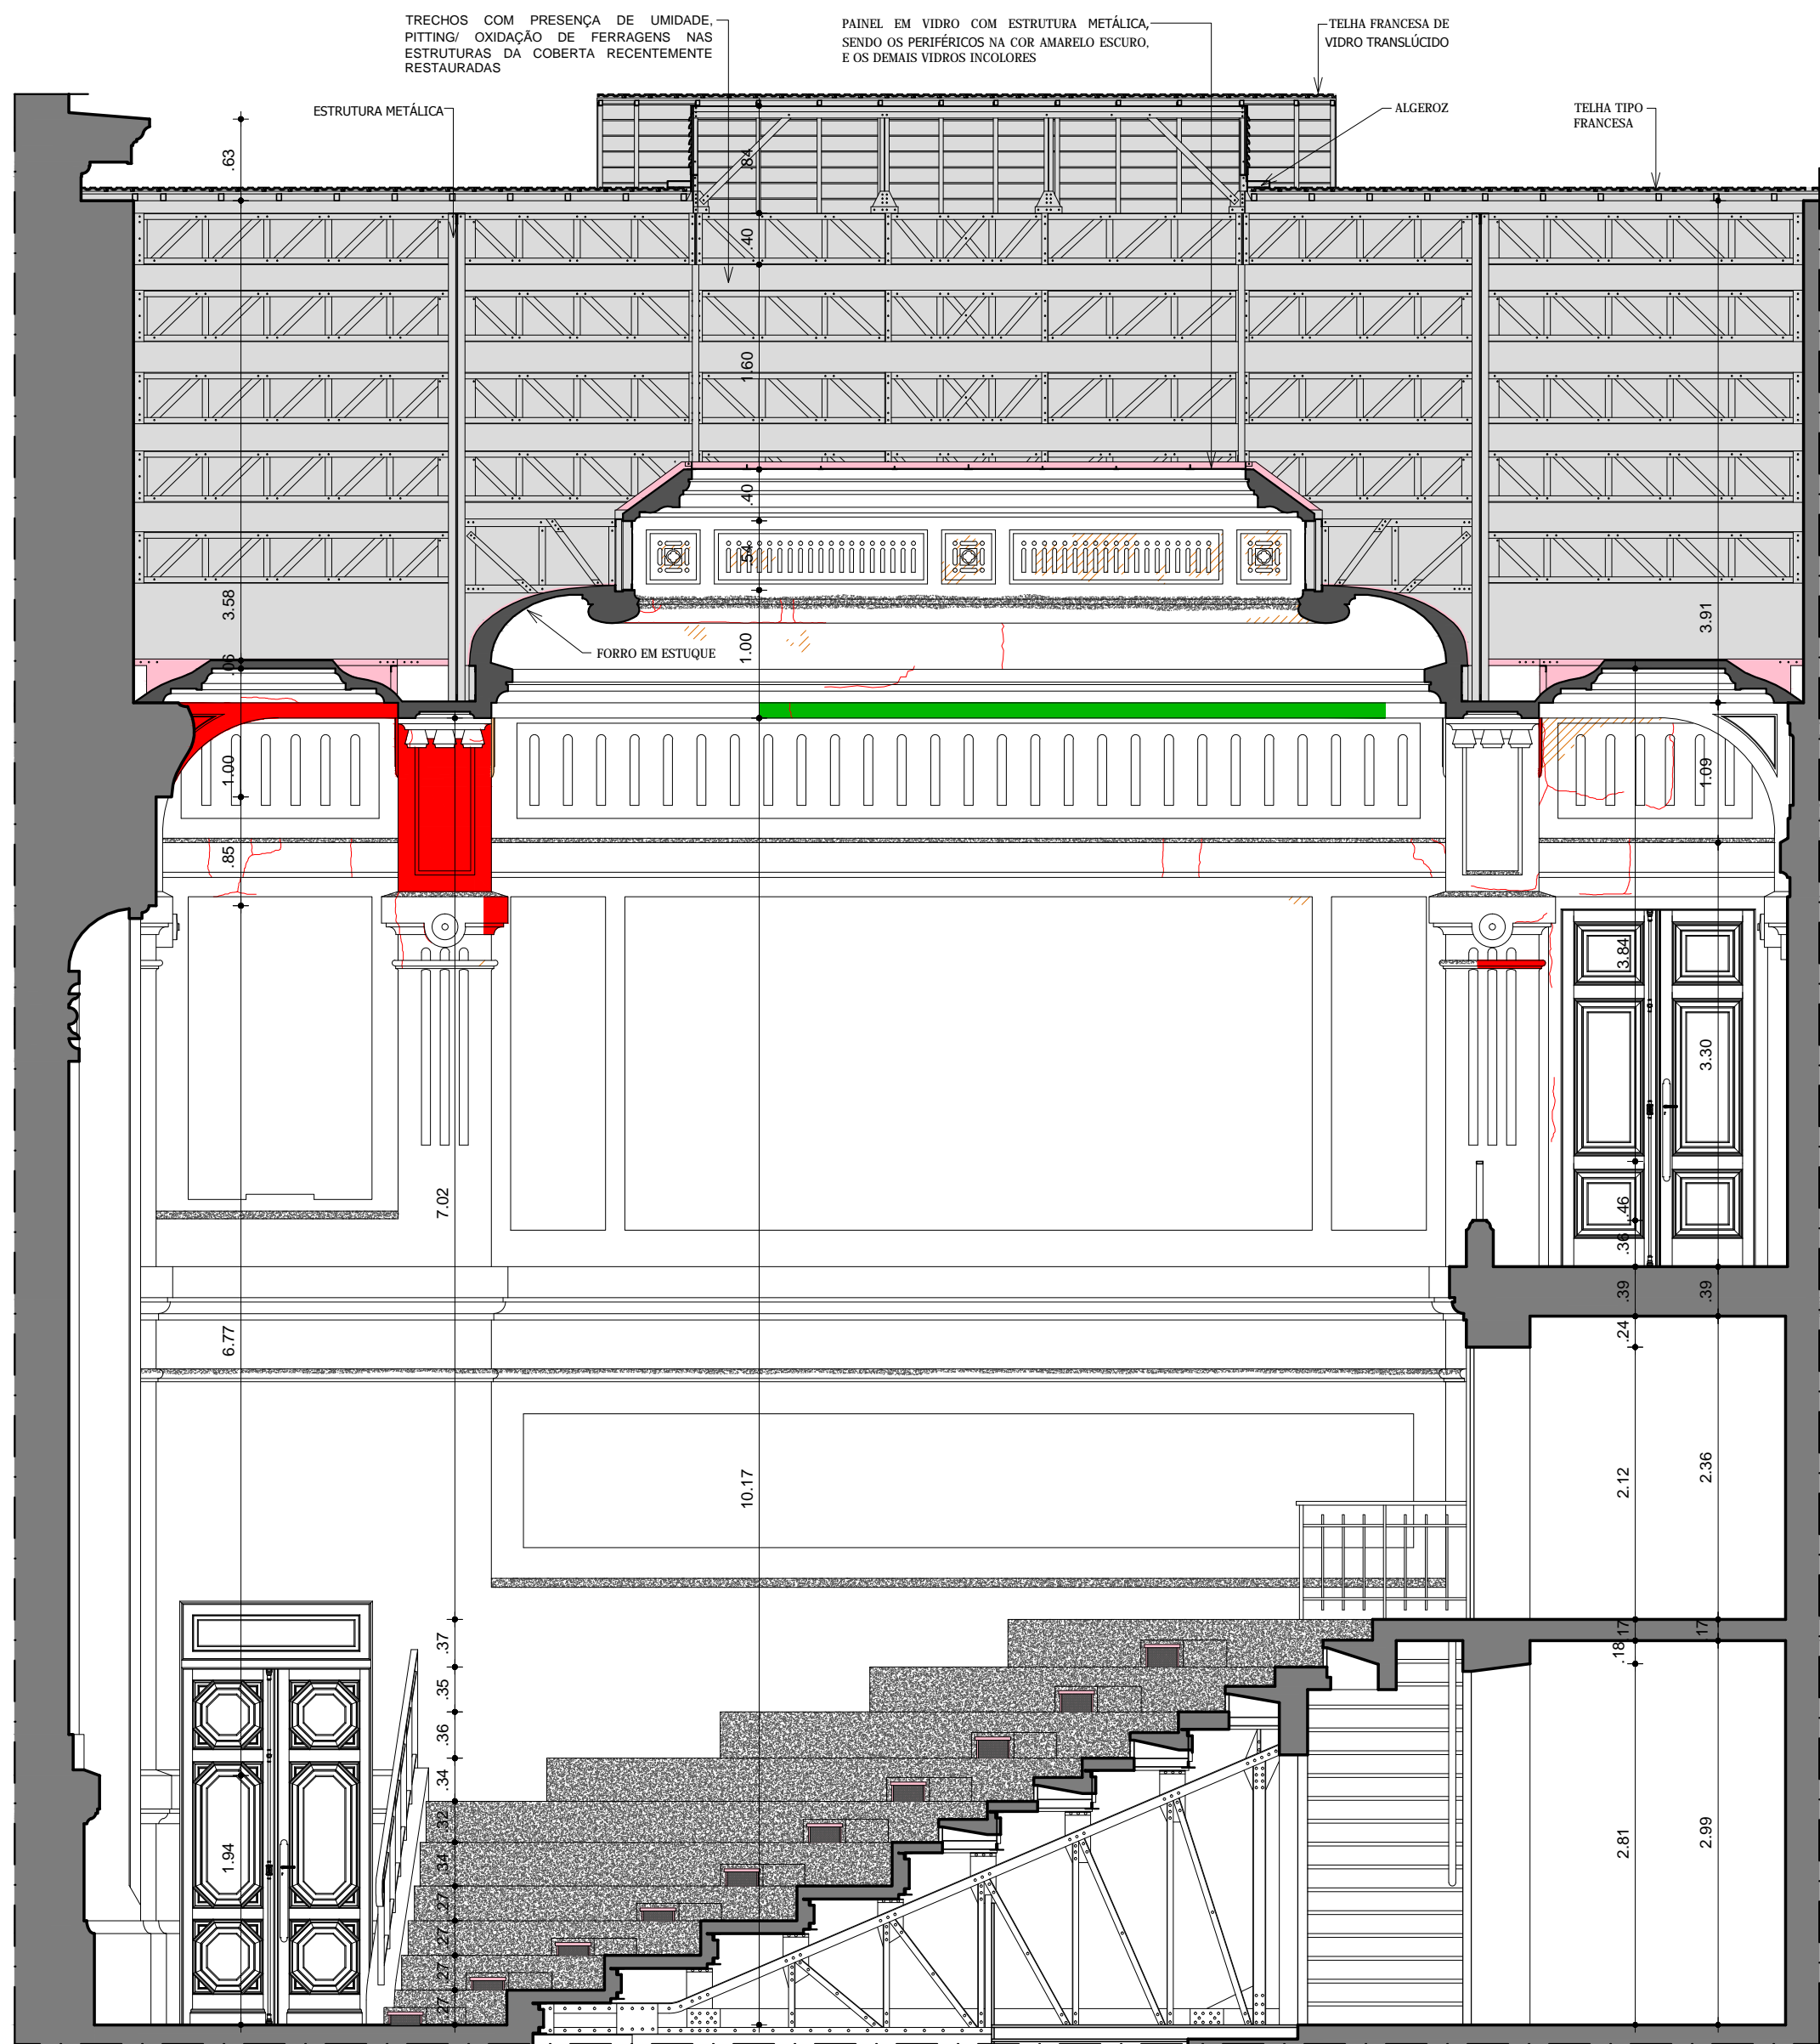 TRECHOS COM PRESENÇA DE UMIDADE,
PITTING/ OXIDAÇÃO DE FERRAGENS NAS
ESTRUTURAS DA COBERTA RECENTEMENTE
RESTAURADAS
PAINEL EM VIDRO COM ESTRUTURA METÁLICA,
SENDO OS PERIFÉRICOS NA COR AMARELO ESCURO,
E OS DEMAIS VIDROS INCOLORES
TELHA FRANCESA DE
VIDRO TRANSLÚCIDO
ESTRUTURA METÁLICA
ALGEROZ
TELHA TIPO
FRANCESA
FORRO EM ESTUQUE
.63
3.58
.06
1.00
.85
6.77
1.94
7.02
.37
.35
.36
.34
.32
.34
.27
.27
.27
.27
.84
.40
1.60
.40
.54
1.00
10.17
3.84
.46
.36
.39
.24
2.12
.17
.18
2.81
3.91
1.09
3.30
.39
2.36
.17
2.99